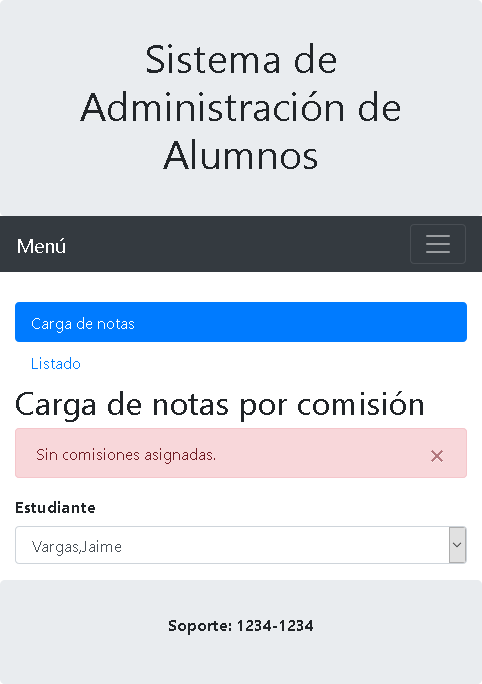 Sistema de
Administración de
Alumnos
Menú
Carga de notas
Listado
Carga de notas por comisión
Sin comisiones asignadas.
×
Estudiante
Vargas,Jaime
Soporte: 1234-1234